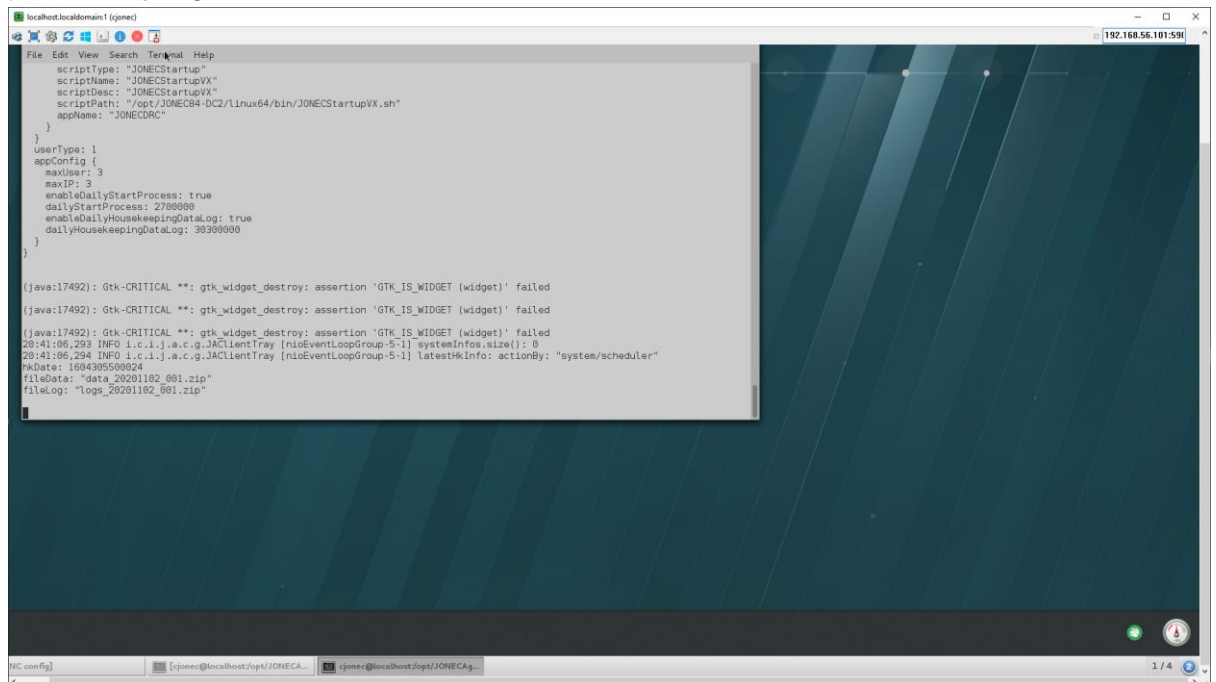 localhost.localdomain:1 (cjonec)
192.168.56.101:590
File Edit View Search Terminal Help
scriptType: "JONECStartup"
scriptName: "JONECStartupVX"
scriptDesc: "JONECStartupVX"
scriptPath: "/opt/JONEC84-DC2/linux64/bin/JONECStartupVX.sh"
appName: "JONECDRC"
}
}
userType: 1
appConfig {
maxUser: 3
maxIP: 3
enableDailyStartProcess: true
dailyStartProcess: 2700000
enableDailyHousekeepingDataLog: true
dailyHousekeepingDataLog: 30300000
}
}
(java:17492): Gtk-CRITICAL **: gtk_widget_destroy: assertion 'GTK_IS_WIDGET (widget)' failed
(java:17492): Gtk-CRITICAL **: gtk_widget_destroy: assertion 'GTK_IS_WIDGET (widget)' failed
(java:17492): Gtk-CRITICAL **: gtk_widget_destroy: assertion 'GTK_IS_WIDGET (widget)' failed
20:41:06,293 INFO i.c.i.j.a.c.g.JAClientTray [nioEventLoopGroup-5-1] systemInfos.size(): 0
20:41:06,294 INFO i.c.i.j.a.c.g.JAClientTray [nioEventLoopGroup-5-1] latestHkInfo: actionBy: "system/scheduler"
hkDate: 1604305500024
fileData: "data_20201102_001.zip"
fileLog: "logs_20201102_001.zip"
NC config]
[cjonec@localhost:/opt/JONECA...
cjonec@localhost:/opt/JONECAg...
1 / 4
2